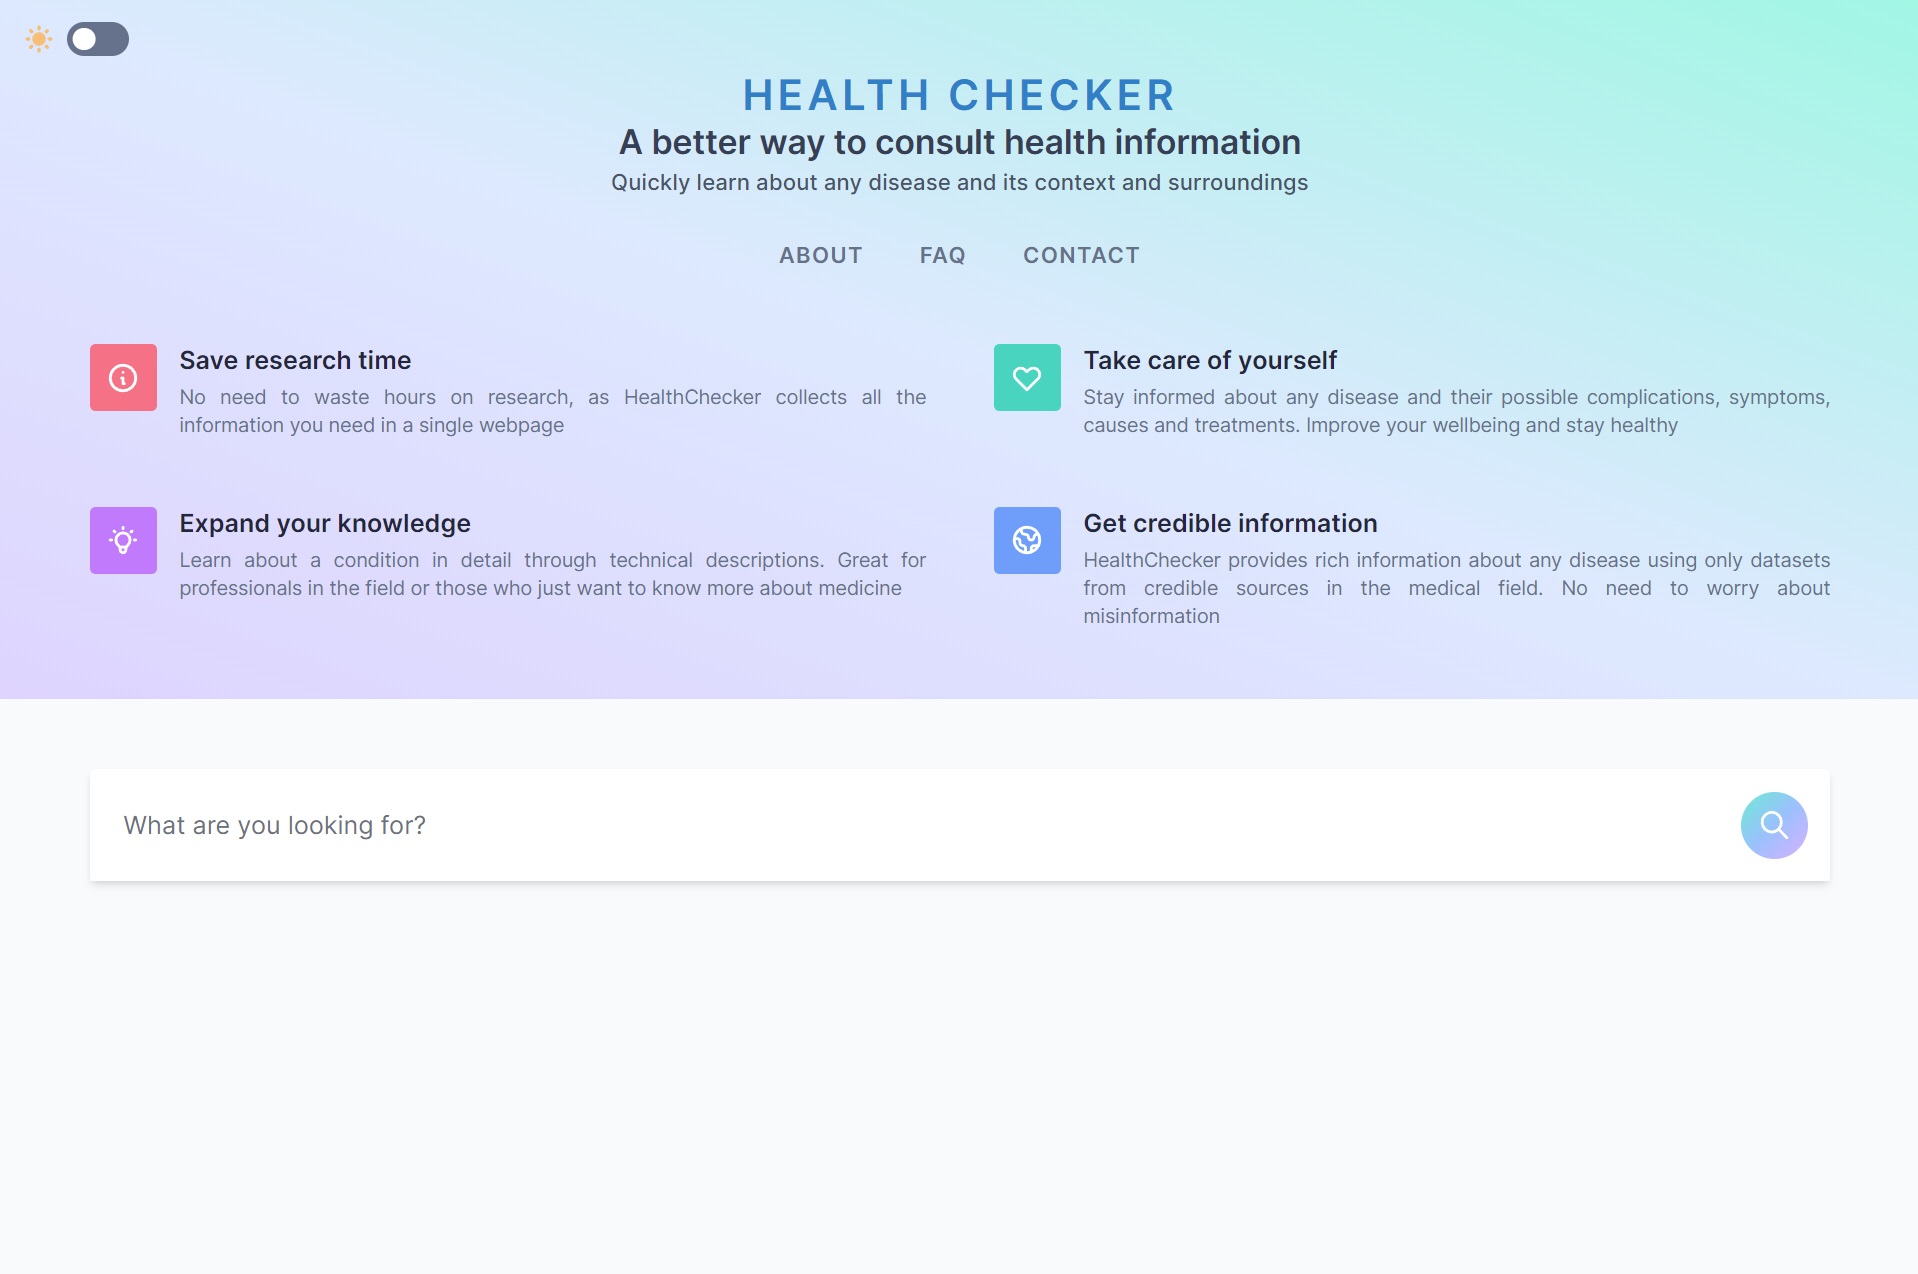 HEALTH CHECKER
A better way to consult health information
Quickly learn about any disease and its context and surroundings
ABOUT FAQ CONTACT
Save research time
No need to waste hours on research, as HealthChecker collects all the
information you need in a single webpage
Take care of yourself
Stay informed about any disease and their possible complications, symptoms,
causes and treatments. Improve your wellbeing and stay healthy
Expand your knowledge
Learn about a condition in detail through technical descriptions. Great for
professionals in the field or those who just want to know more about medicine
Get credible information
HealthChecker provides rich information about any disease using only datasets
from credible sources in the medical field. No need to worry about
misinformation
What are you looking for?